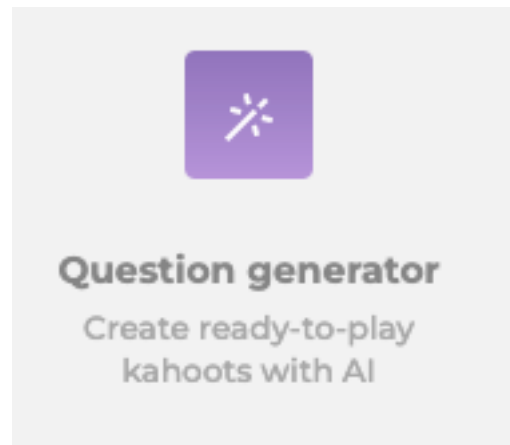 Question generator
Create ready-to-play
kahoots with AI